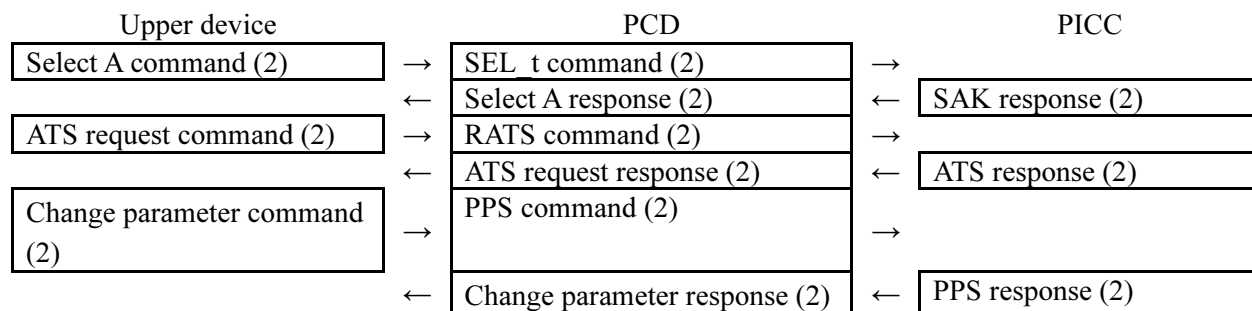 Upper device PCD PICC
Select A command (2) → SEL_t command (2) →
← Select A response (2) ← SAK response (2)
ATS request command (2) → RATS command (2) →
← ATS request response (2) ← ATS response (2)
Change parameter command
(2) → PPS command (2) →
← Change parameter response (2) ← PPS response (2)